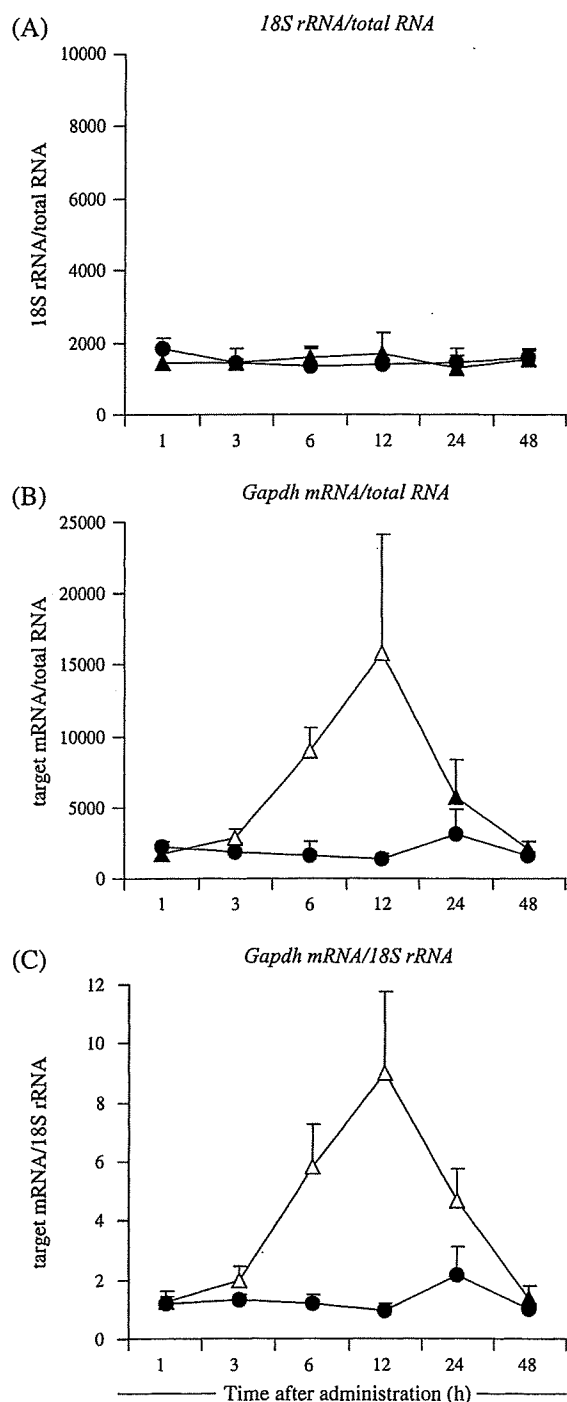 (A)
18S rRNA/total RNA
18S rRNA/total RNA
10000
8000
6000
4000
2000
0
1 3 6 12 24 48
(B)
Gapdh mRNA/total RNA
target mRNA/total RNA
25000
20000
15000
10000
5000
0
1 3 6 12 24 48
(C)
Gapdh mRNA/18S rRNA
target mRNA/18S rRNA
12
10
8
6
4
2
0
1 3 6 12 24 48
Time after administration (h)